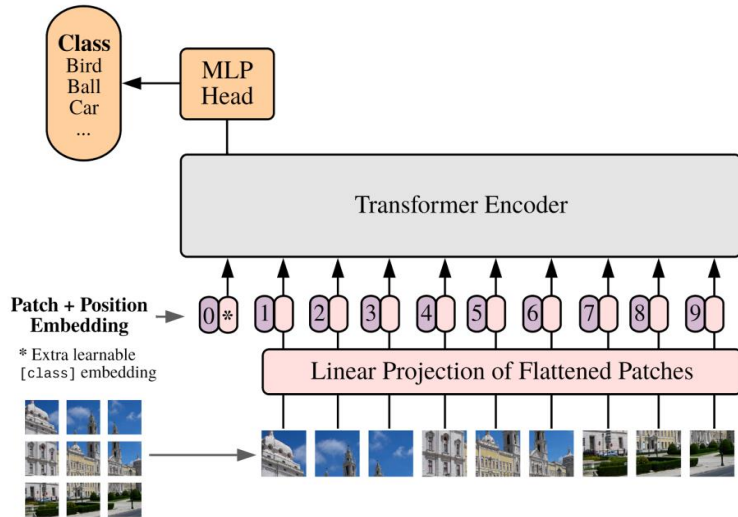 Class
Bird
Ball
Car
...
MLP
Head
Transformer Encoder
Patch + Position
Embedding
0 * 1 2 3 4 5 6 7 8 9
* Extra learnable
[class] embedding
Linear Projection of Flattened Patches